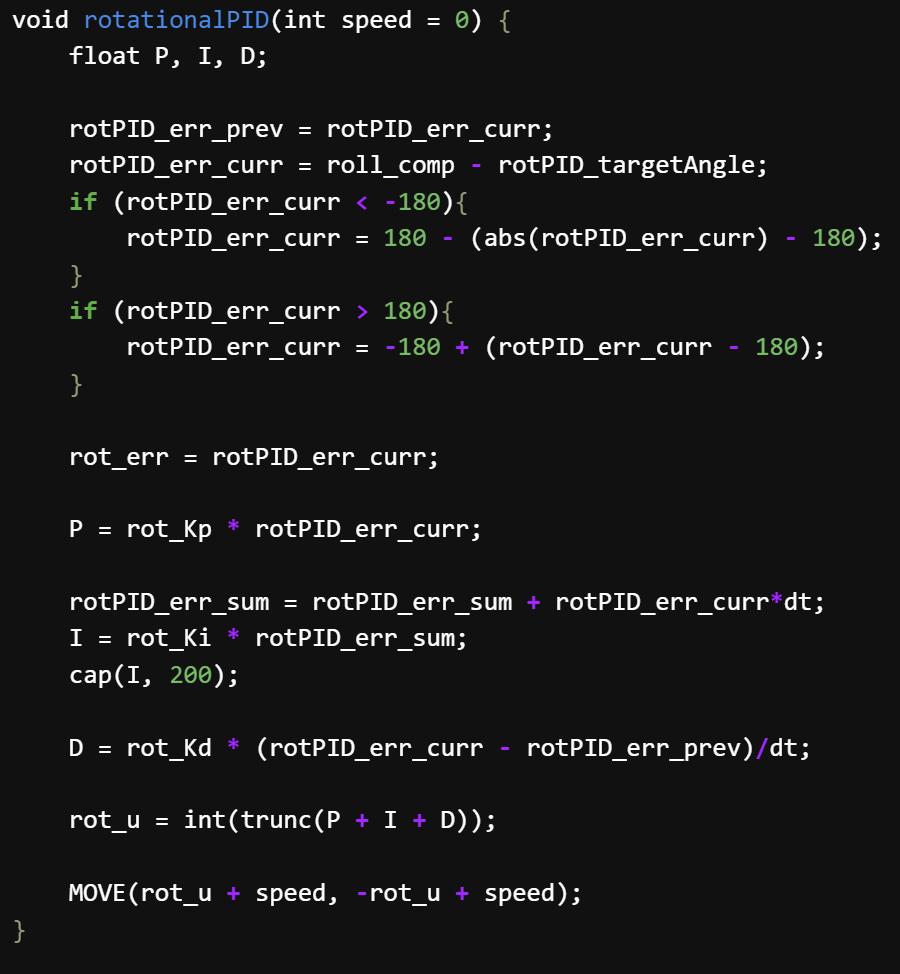 void rotationalPID(int speed = 0) {
    float P, I, D;

    rotPID_err_prev = rotPID_err_curr;
    rotPID_err_curr = roll_comp - rotPID_targetAngle;
    if (rotPID_err_curr < -180){
        rotPID_err_curr = 180 - (abs(rotPID_err_curr) - 180);
    }
    if (rotPID_err_curr > 180){
        rotPID_err_curr = -180 + (rotPID_err_curr - 180);
    }

    rot_err = rotPID_err_curr;

    P = rot_Kp * rotPID_err_curr;

    rotPID_err_sum = rotPID_err_sum + rotPID_err_curr*dt;
    I = rot_Ki * rotPID_err_sum;
    cap(I, 200);

    D = rot_Kd * (rotPID_err_curr - rotPID_err_prev)/dt;

    rot_u = int(trunc(P + I + D));

    MOVE(rot_u + speed, -rot_u + speed);
}